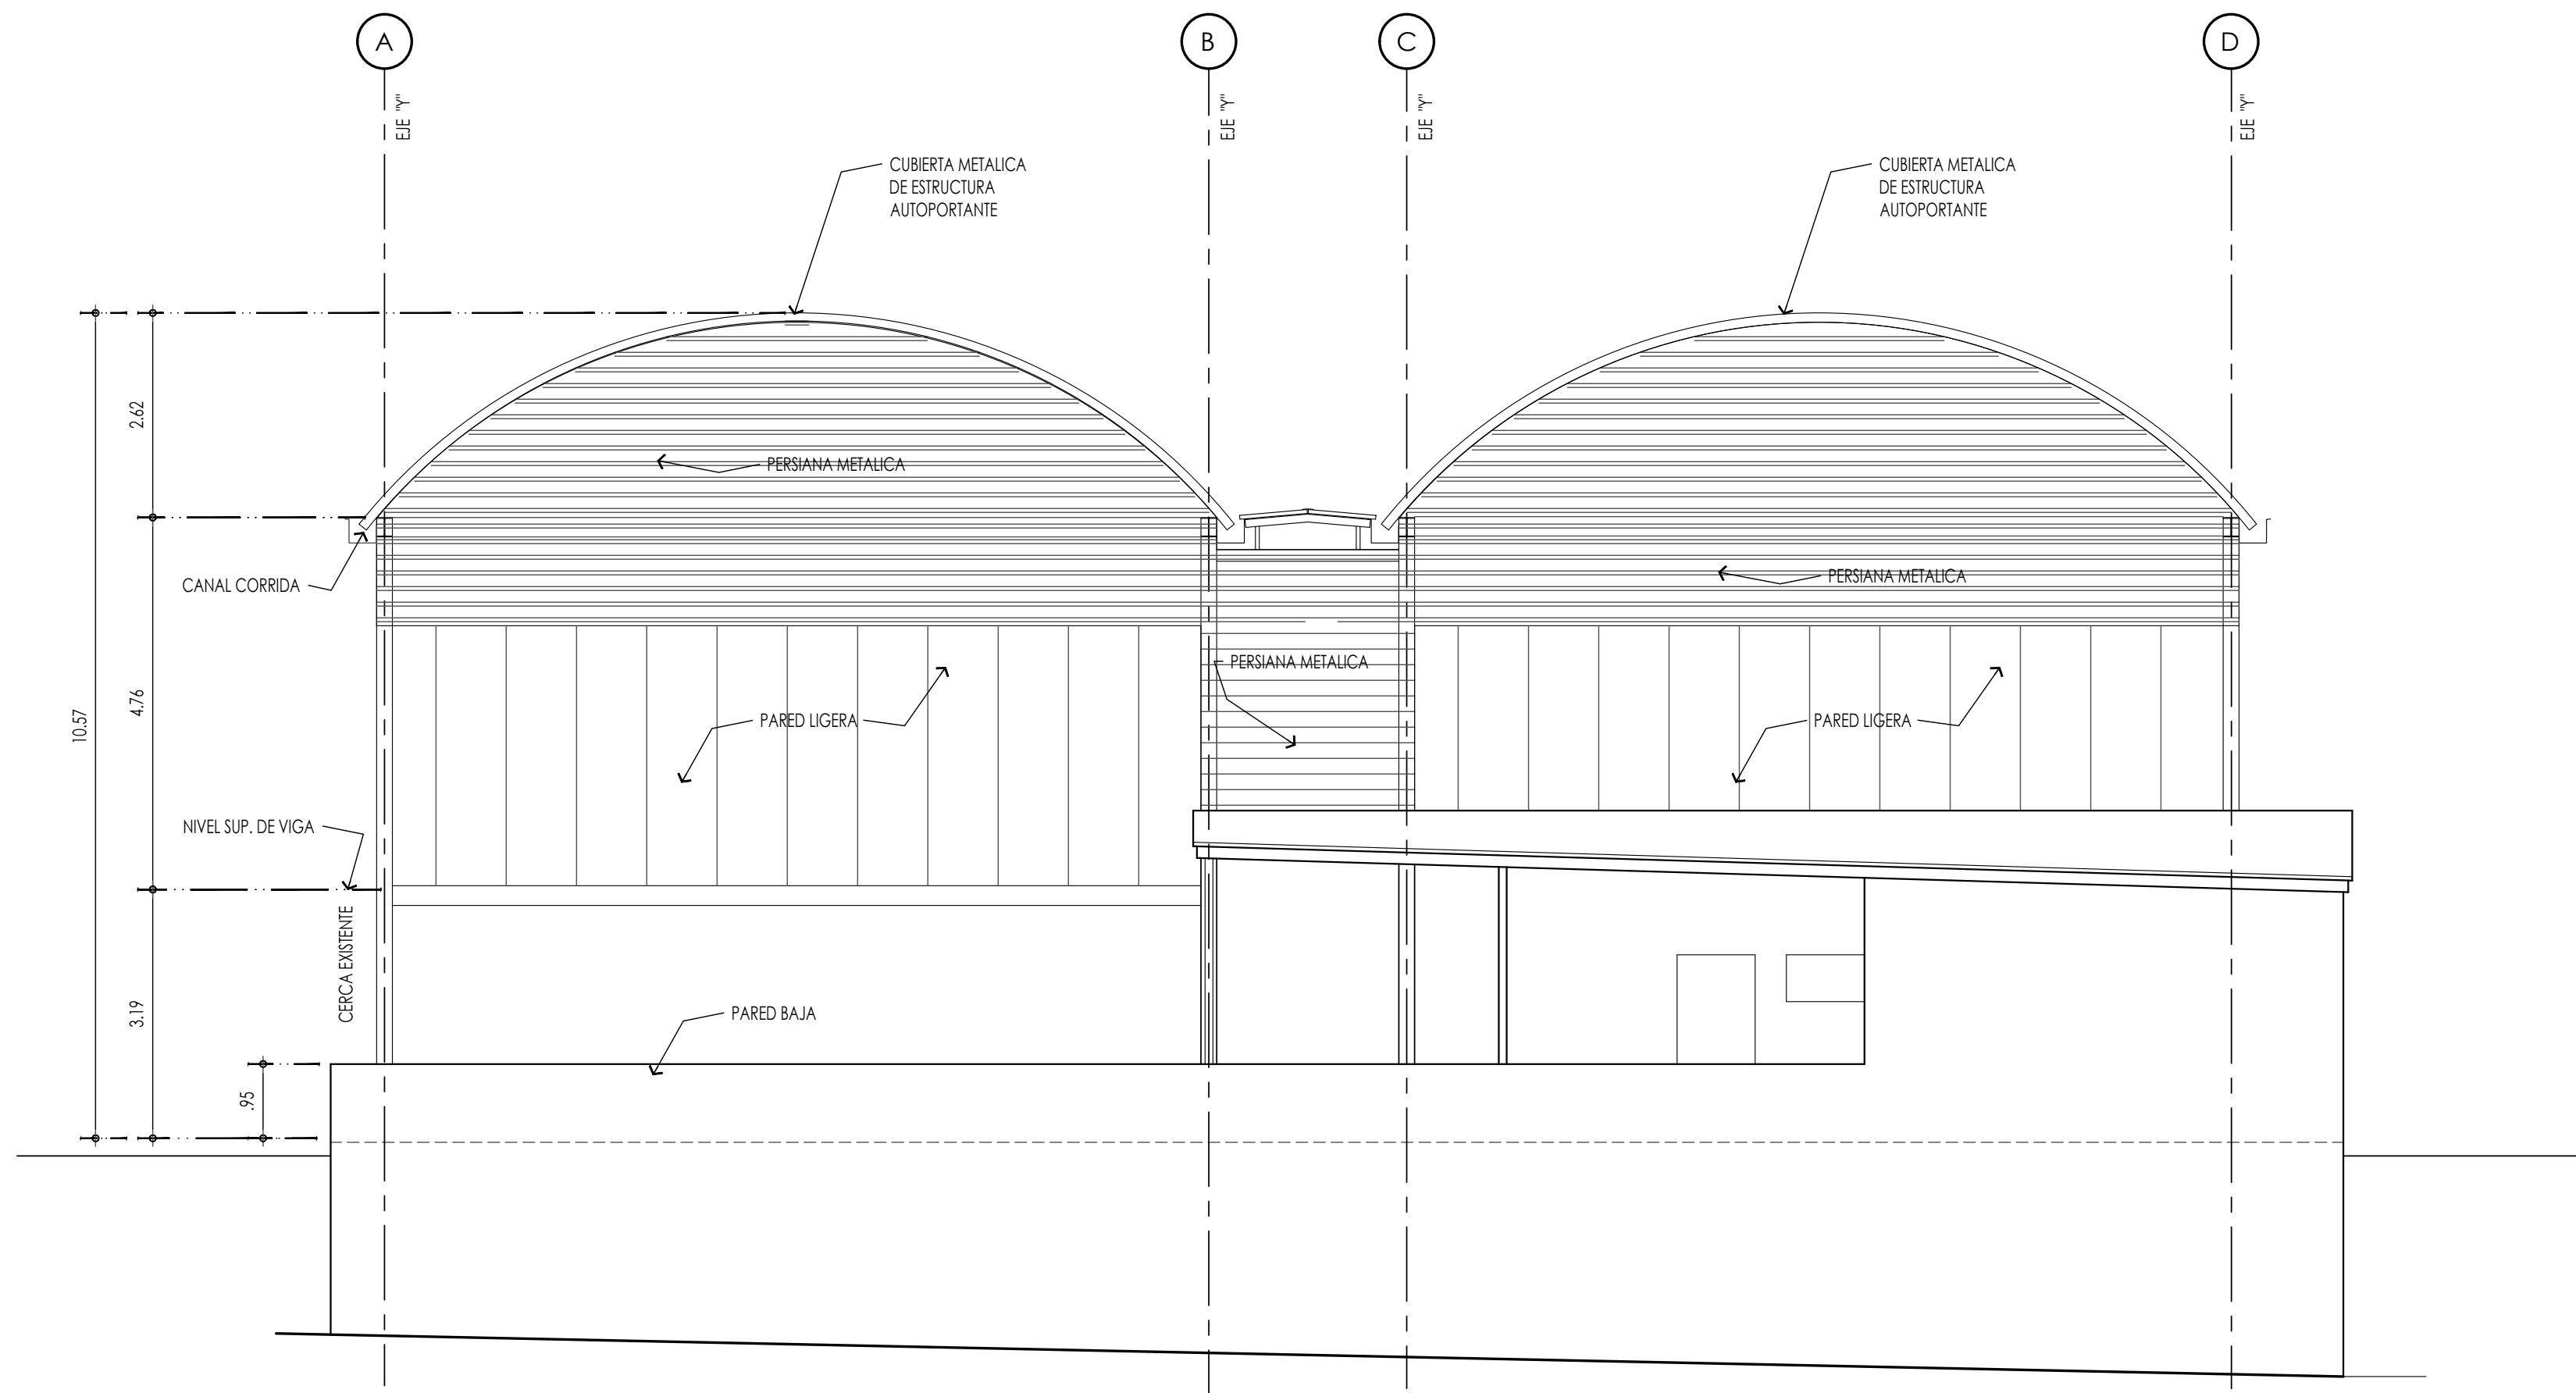 A
B
C
D
EJE "Y"
EJE "Y"
EJE "Y"
EJE "Y"
CUBIERTA METALICA
DE ESTRUCTURA
AUTOPORTANTE
CUBIERTA METALICA
DE ESTRUCTURA
AUTOPORTANTE
2.62
PERSIANA METALICA
CANAL CORRIDA
PERSIANA METALICA
PERSIANA METALICA
4.76
10.57
PARED LIGERA
PARED LIGERA
NIVEL SUP. DE VIGA
CERCA EXISTENTE
3.19
PARED BAJA
.95